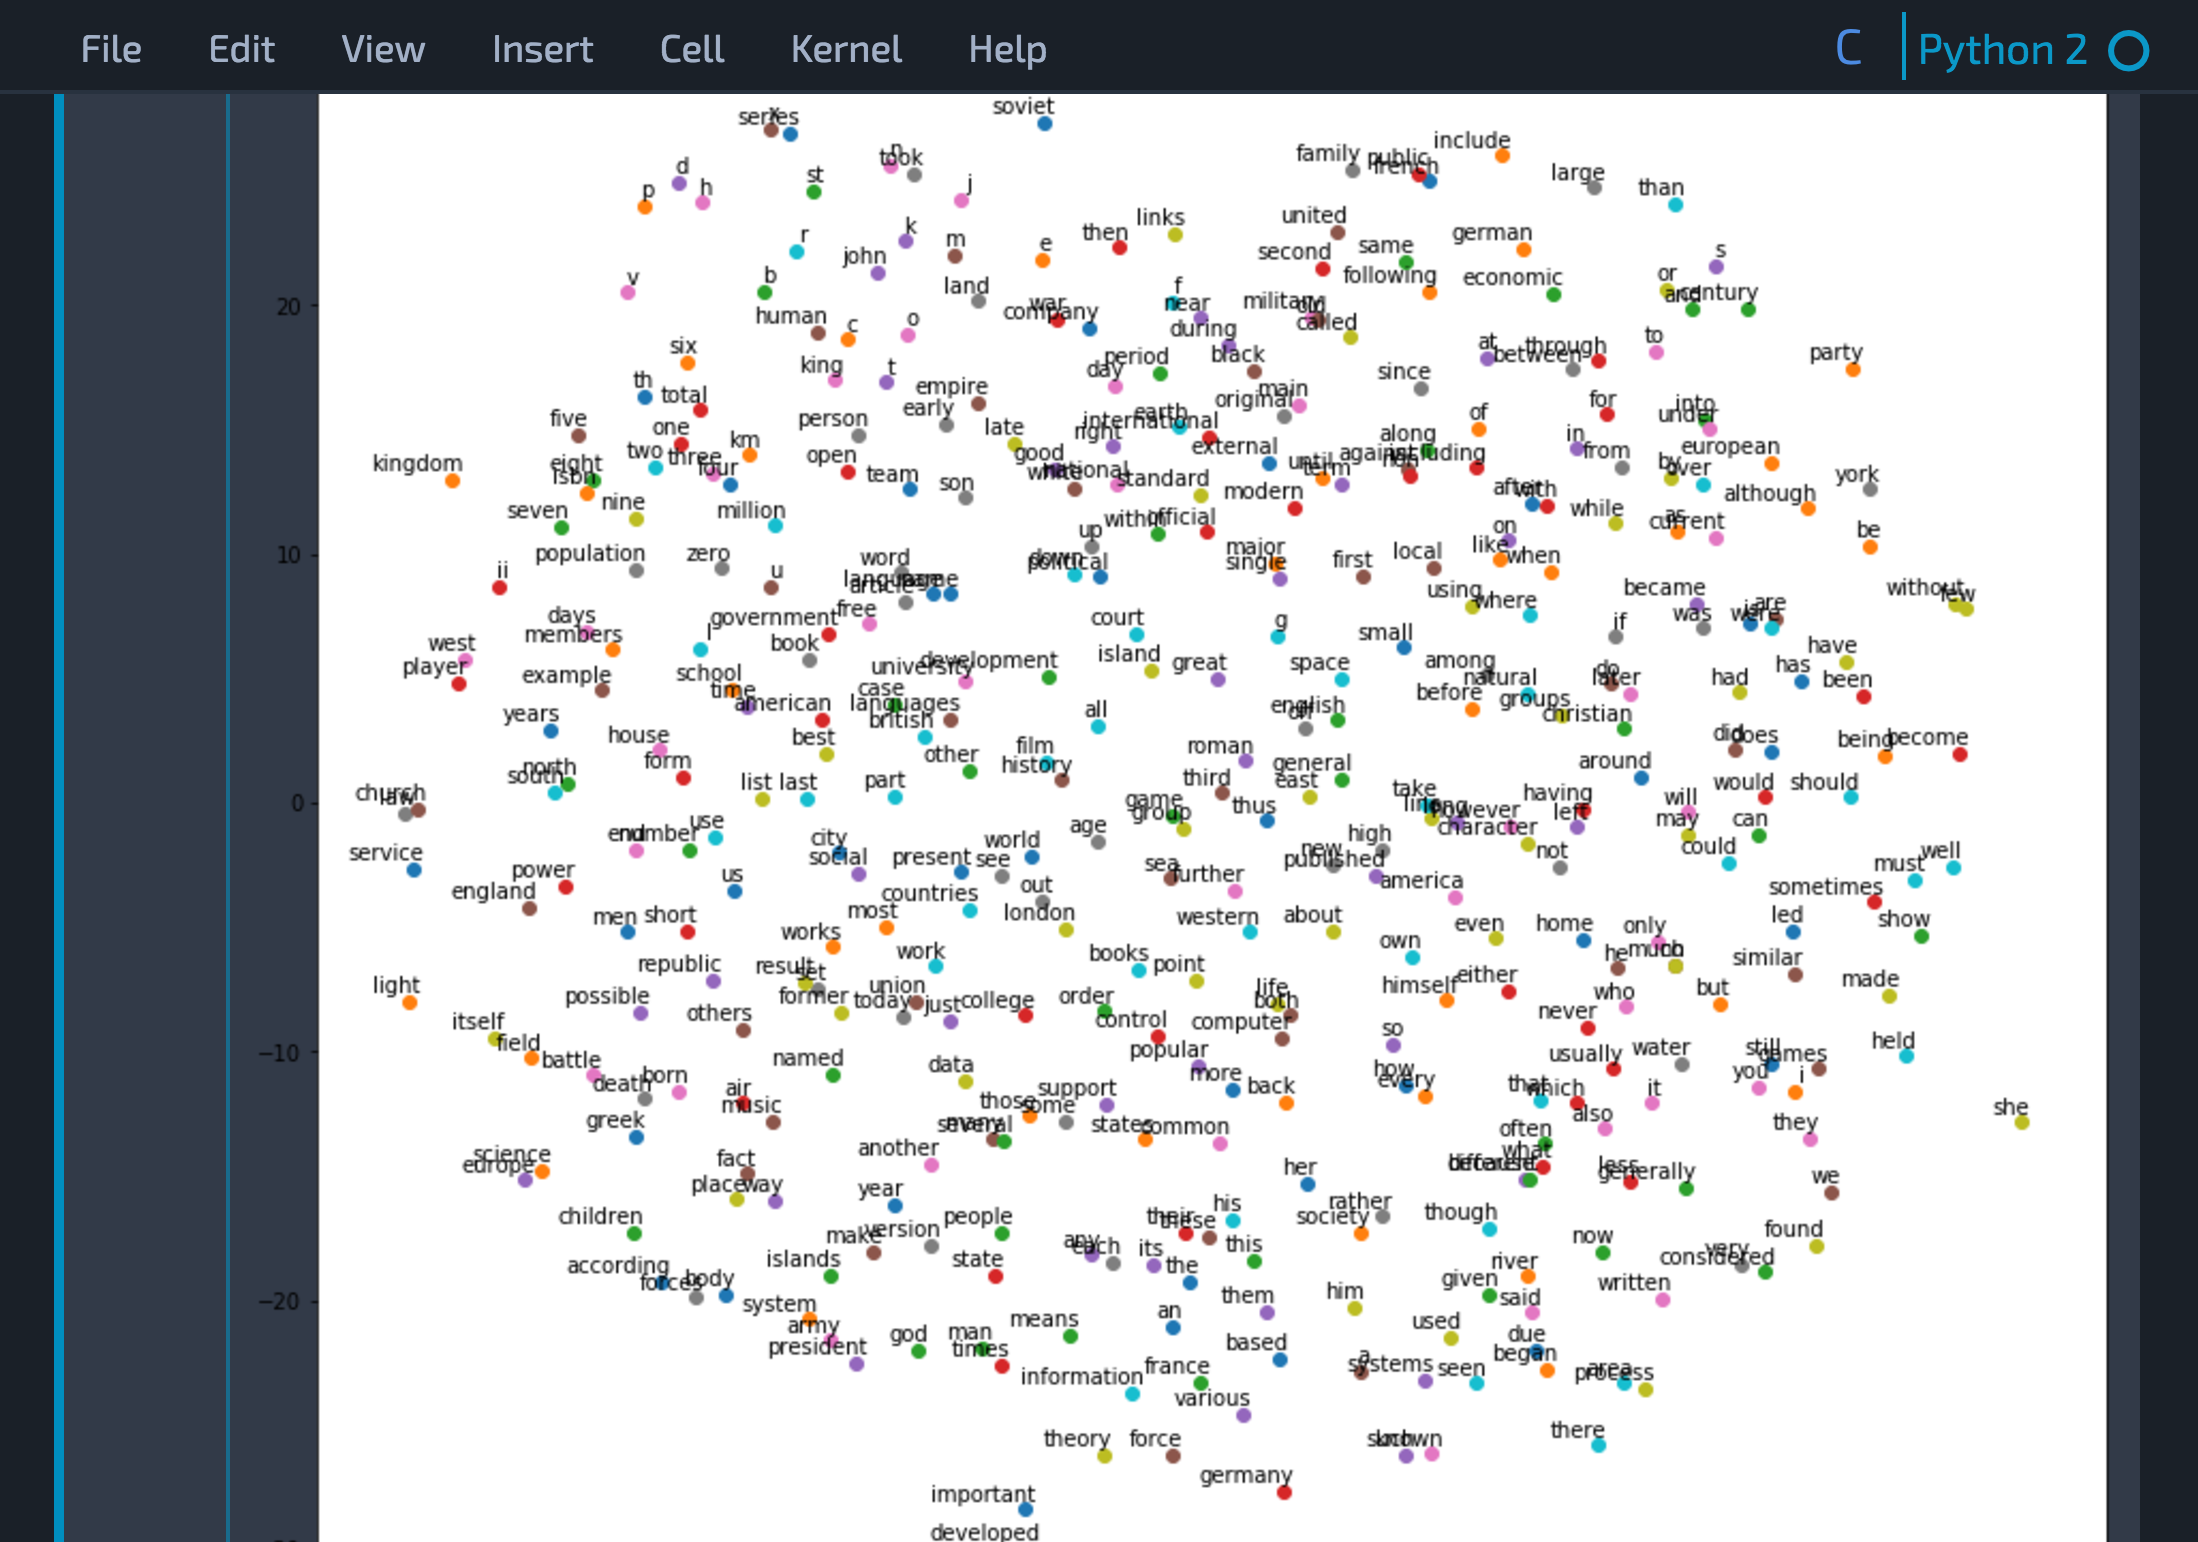 File Edit View Insert Cell Kernel Help C Python 2
soviet
series x
include
family public french
n took
large
d st
than
p h j
links
united
k
then german
r m e same
john second
s
v b following economic or
land f
war near military and century
company
human c o during called
to
six at through
king t period black between party
day
th since
total empire main
early original
five person earth of for into
one late right international under
km along in
two three open good external against including from european
kingdom eight four team white national until term by over york
isbn son standard
nine modern although
seven million within official after with while as current
up on be
population zero word down major like
language name political single first local when
ii u article
free using became without few
days government court g where if was were are
members book small
west l island have
player school university development great space among do has
example time case natural later had been
american languages before groups
years british all english christian
best off
house other film roman did does being become
north form history general around
south list last part third east take having would should
church game long however will
law group thus left may can
end number use city age high character could
service social world new not
power present see sea further published must well
england us countries out america sometimes
men short most london western about led show
works even home only
republic result set work books point own he much similar
light possible former union today just college order life himself either who but made
others both
itself control computer never
field so still held
battle named data popular usually water games
death born air more back how every you i
music those some support that which it
greek many several states common also they she
science another often
europe fact what
place way year her because less generally we
children people his rather
make version their these society though
any each this now found
according islands state its the river very
forces body given considered
system an them him said written
army god man means used
president times based due
information france a systems seen began area process
various
theory force such known there
germany
important
developed
20
10
0
−10
−20